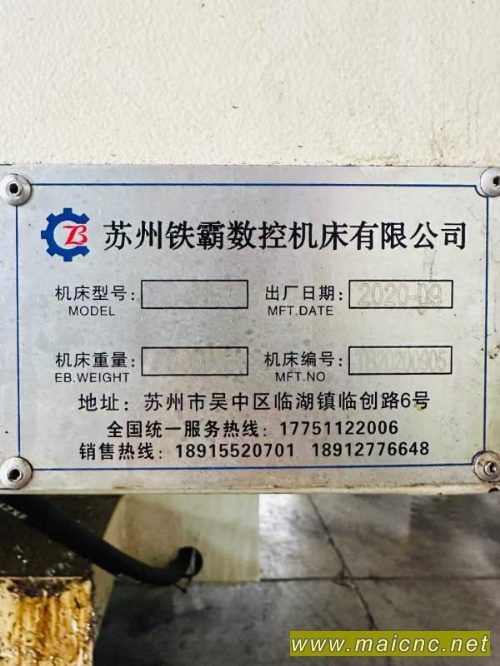 苏州铁霸数控机床有限公司
机床型号: 出厂日期: 2020-09
MODEL MFT.DATE
机床重量: 机床编号: TB20200905
EB.WEIGHT MFT.NO
地址: 苏州市吴中区临湖镇临创路6号
全国统一服务热线: 17751122006
销售热线: 18915520701 18912776648
www.maicnc.net